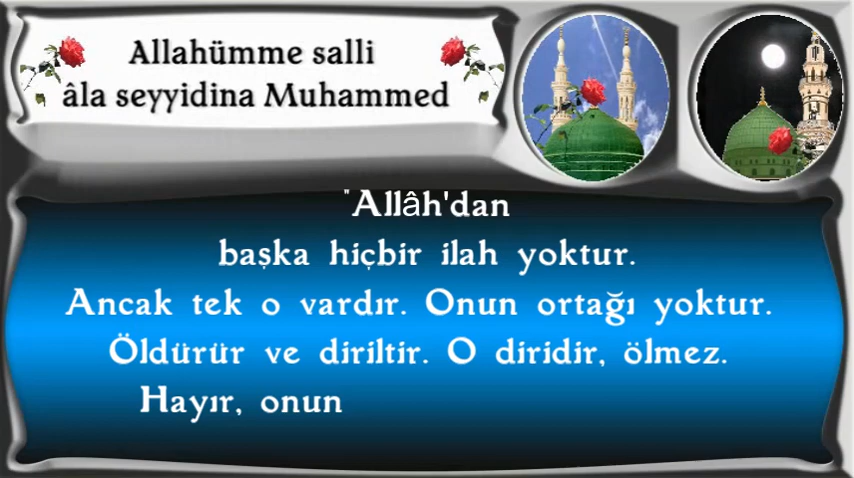 Allahümme salli
âla seyyidina Muhammed
"Allâh'dan
başka hiçbir ilah yoktur.
Ancak tek o vardır. Onun ortağı yoktur.
Öldürür ve diriltir. O diridir, ölmez.
Hayır, onun